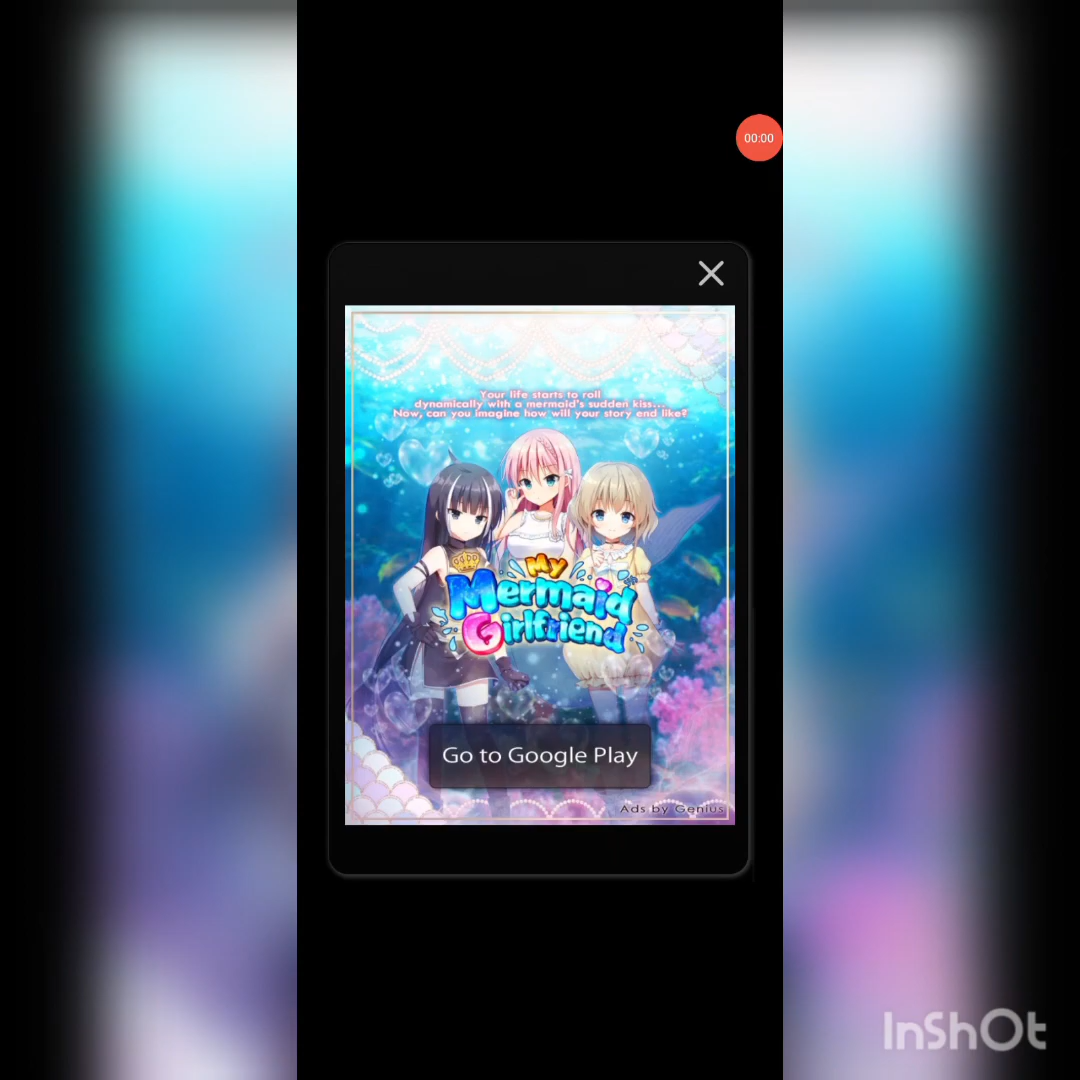 00:00
Your life starts to roll
dynamically with a mermaid's sudden kiss...
Now, can you imagine how will your story end like?
My
Mermaid
Girlfriend
Go to Google Play
Ads by Genius
InShOt